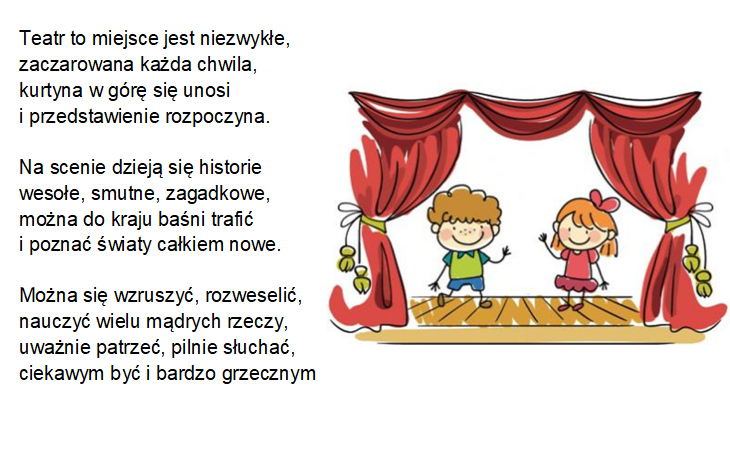 Teatr to miejsce jest niezwykłe,
zaczarowana każda chwila,
kurtyna w górę się unosi
i przedstawienie rozpoczyna.

Na scenie dzieją się historie
wesołe, smutne, zagadkowe,
można do kraju baśni trafić
i poznać światy całkiem nowe.

Można się wzruszyć, rozweselić,
nauczyć wielu mądrych rzeczy,
uważnie patrzeć, pilnie słuchać,
ciekawym być i bardzo grzecznym